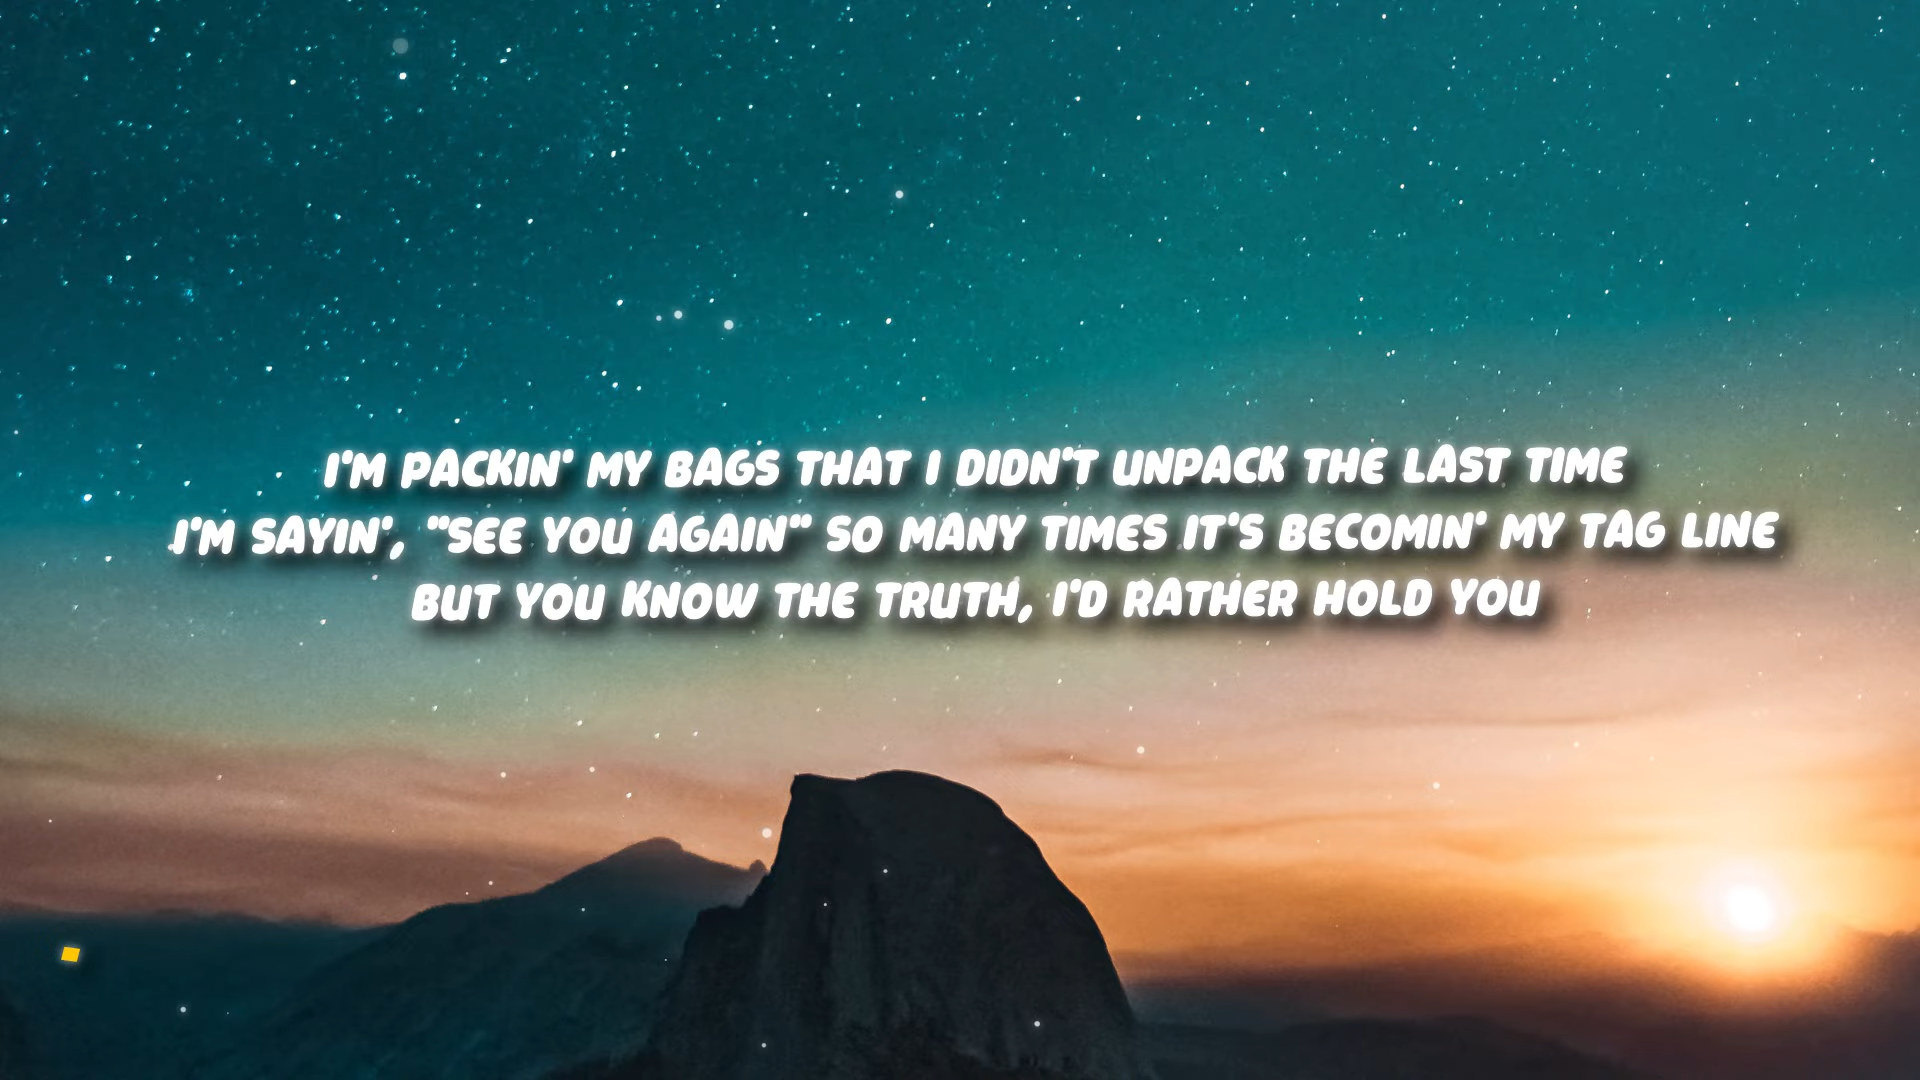 I'M PACKIN' MY BAGS THAT I DIDN'T UNPACK THE LAST TIME
I'M SAYIN', "SEE YOU AGAIN" SO MANY TIMES IT'S BECOMIN' MY TAG LINE
BUT YOU KNOW THE TRUTH, I'D RATHER HOLD YOU